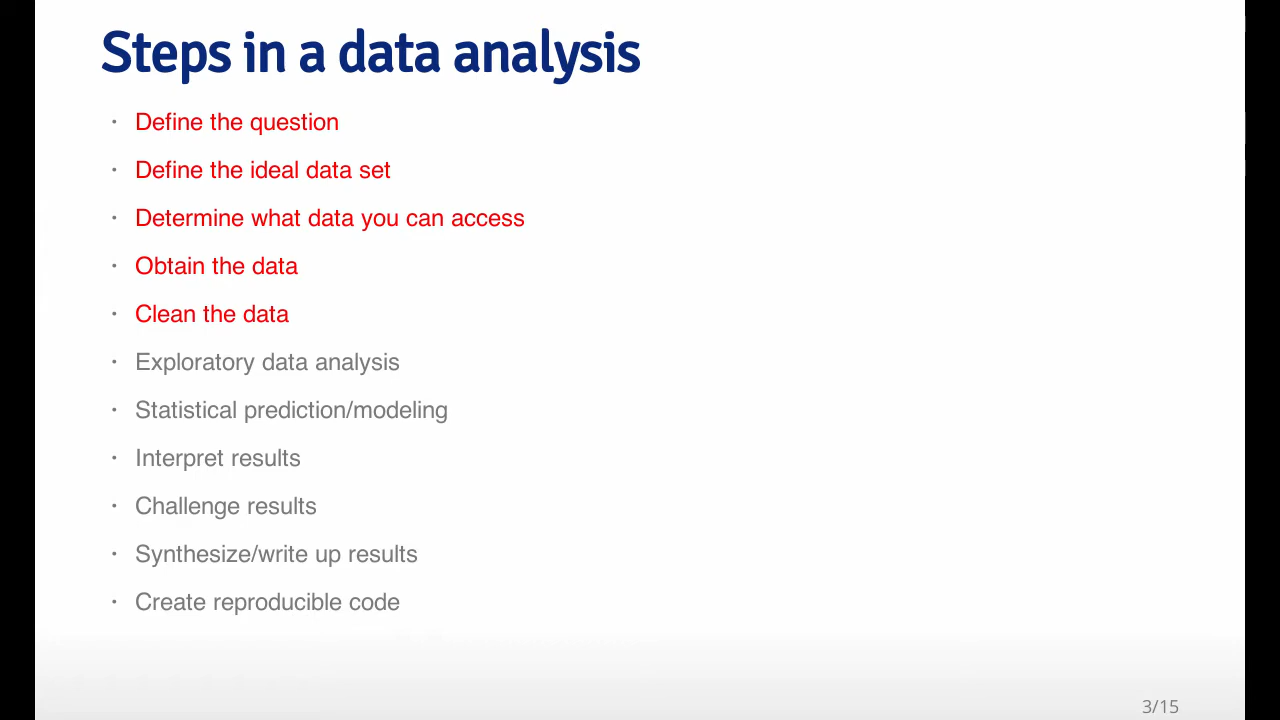 Steps in a data analysis
· Define the question
· Define the ideal data set
· Determine what data you can access
· Obtain the data
· Clean the data
· Exploratory data analysis
· Statistical prediction/modeling
· Interpret results
· Challenge results
· Synthesize/write up results
· Create reproducible code
3/15